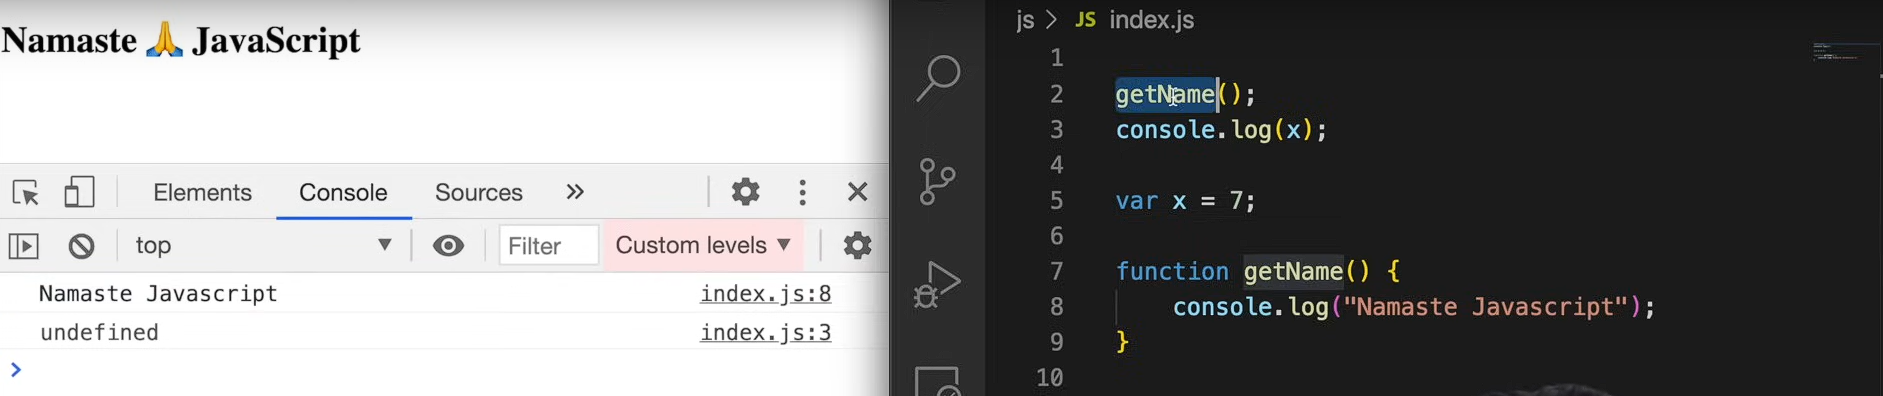 Namaste 🙏 JavaScript
Elements Console Sources »
top Filter Custom levels
Namaste Javascript index.js:8
undefined index.js:3
>
js > JS index.js
1
2 getName();
3 console.log(x);
4
5 var x = 7;
6
7 function getName() {
8 console.log("Namaste Javascript");
9 }
10